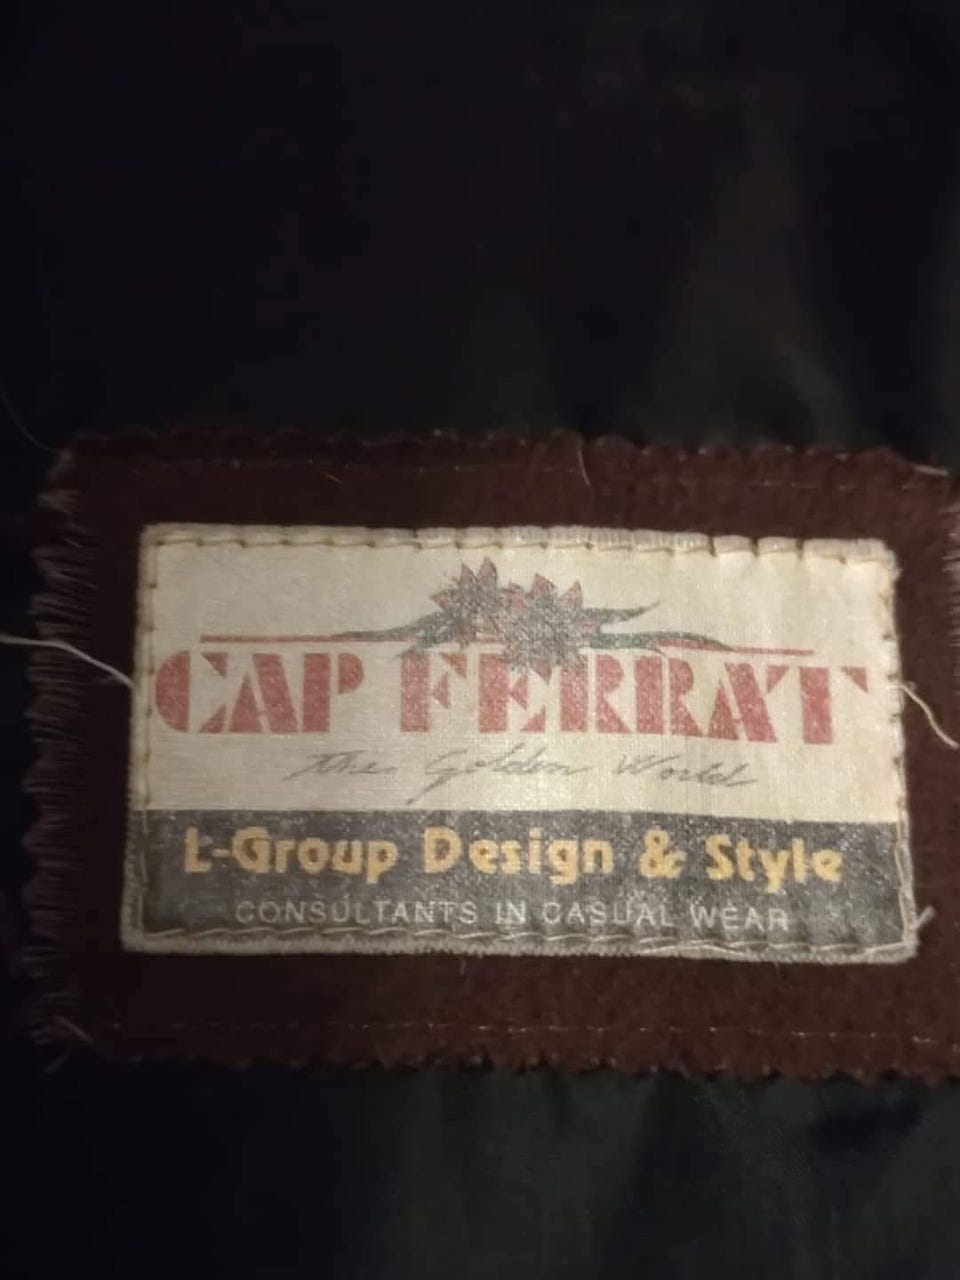 CAP FERRAT
The Golden World
L-Group Design & Style
CONSULTANTS IN CASUAL WEAR